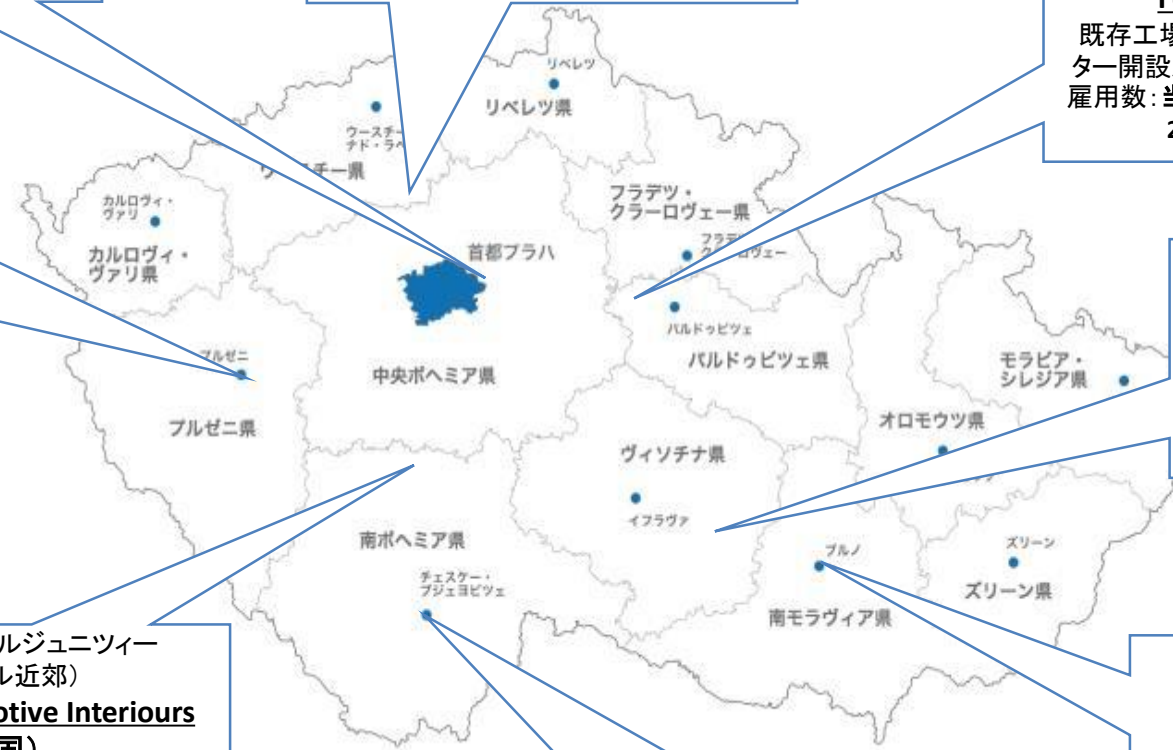 既存工場
ター開設
雇用数：当
2
リベレツ
リベレツ県
ウースチー
チー県
カルロヴィ・
ヴァリ
カルロヴィ・
ヴァリ県
首都プラハ
フラデツ・
クラーロヴェー県
パルドゥビツェ
パルドゥビツェ県
プルゼニ
プルゼニ県
中央ボヘミア県
モラビア・
シレジア県
オロモウツ県
ヴィソチナ県
イフラヴァ
南ボヘミア県
チェスケー・
ブジェヨビツェ
ブルノ
南モラヴィア県
ズリーン
ズリーン県
ルジュニツィー
ル近郊）
otive Interiours
国）